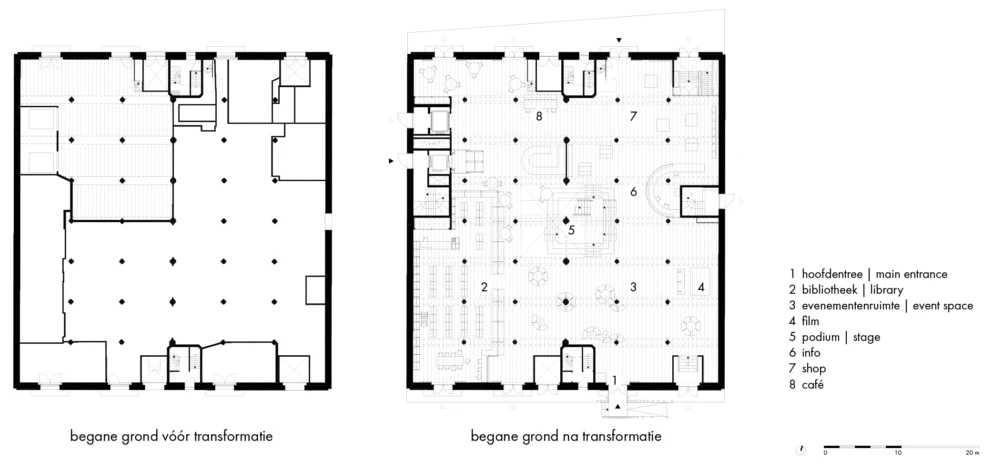 8
7
6
5
2
3
4
1
begane grond vóór transformatie
begane grond na transformatie
1 hoofdentree | main entrance
2 bibliotheek | library
3 evenementenruimte | event space
4 film
5 podium | stage
6 info
7 shop
8 café
0 10 20 m